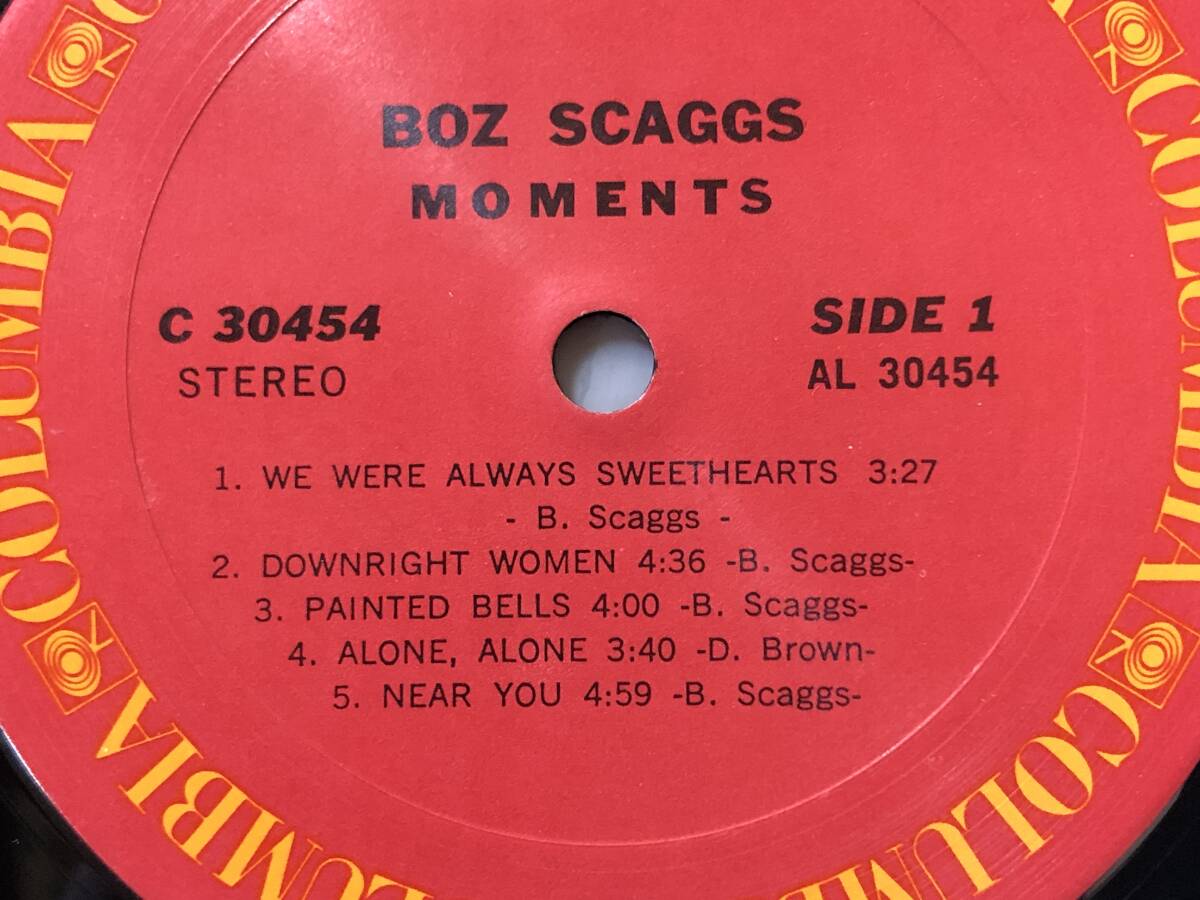 BOZ SCAGGS
MOMENTS
C 30454
STEREO
SIDE 1
AL 30454
1. WE WERE ALWAYS SWEETHEARTS 3:27
- B. Scaggs -
2. DOWNRIGHT WOMEN 4:36 -B. Scaggs-
3. PAINTED BELLS 4:00 -B. Scaggs-
4. ALONE, ALONE 3:40 -D. Brown-
5. NEAR YOU 4:59 -B. Scaggs-
COLUMBIA
COLUMBIA
COLUMBIA
COLUMB